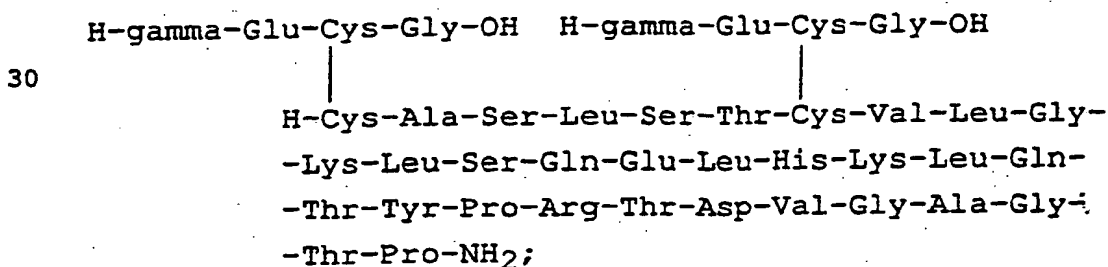 H-gamma-Glu-Cys-Gly-OH H-gamma-Glu-Cys-Gly-OH
30
H-Cys-Ala-Ser-Leu-Ser-Thr-Cys-Val-Leu-Gly-
-Lys-Leu-Ser-Gln-Glu-Leu-His-Lys-Leu-Gln-
-Thr-Tyr-Pro-Arg-Thr-Asp-Val-Gly-Ala-Gly-
-Thr-Pro-NH2;